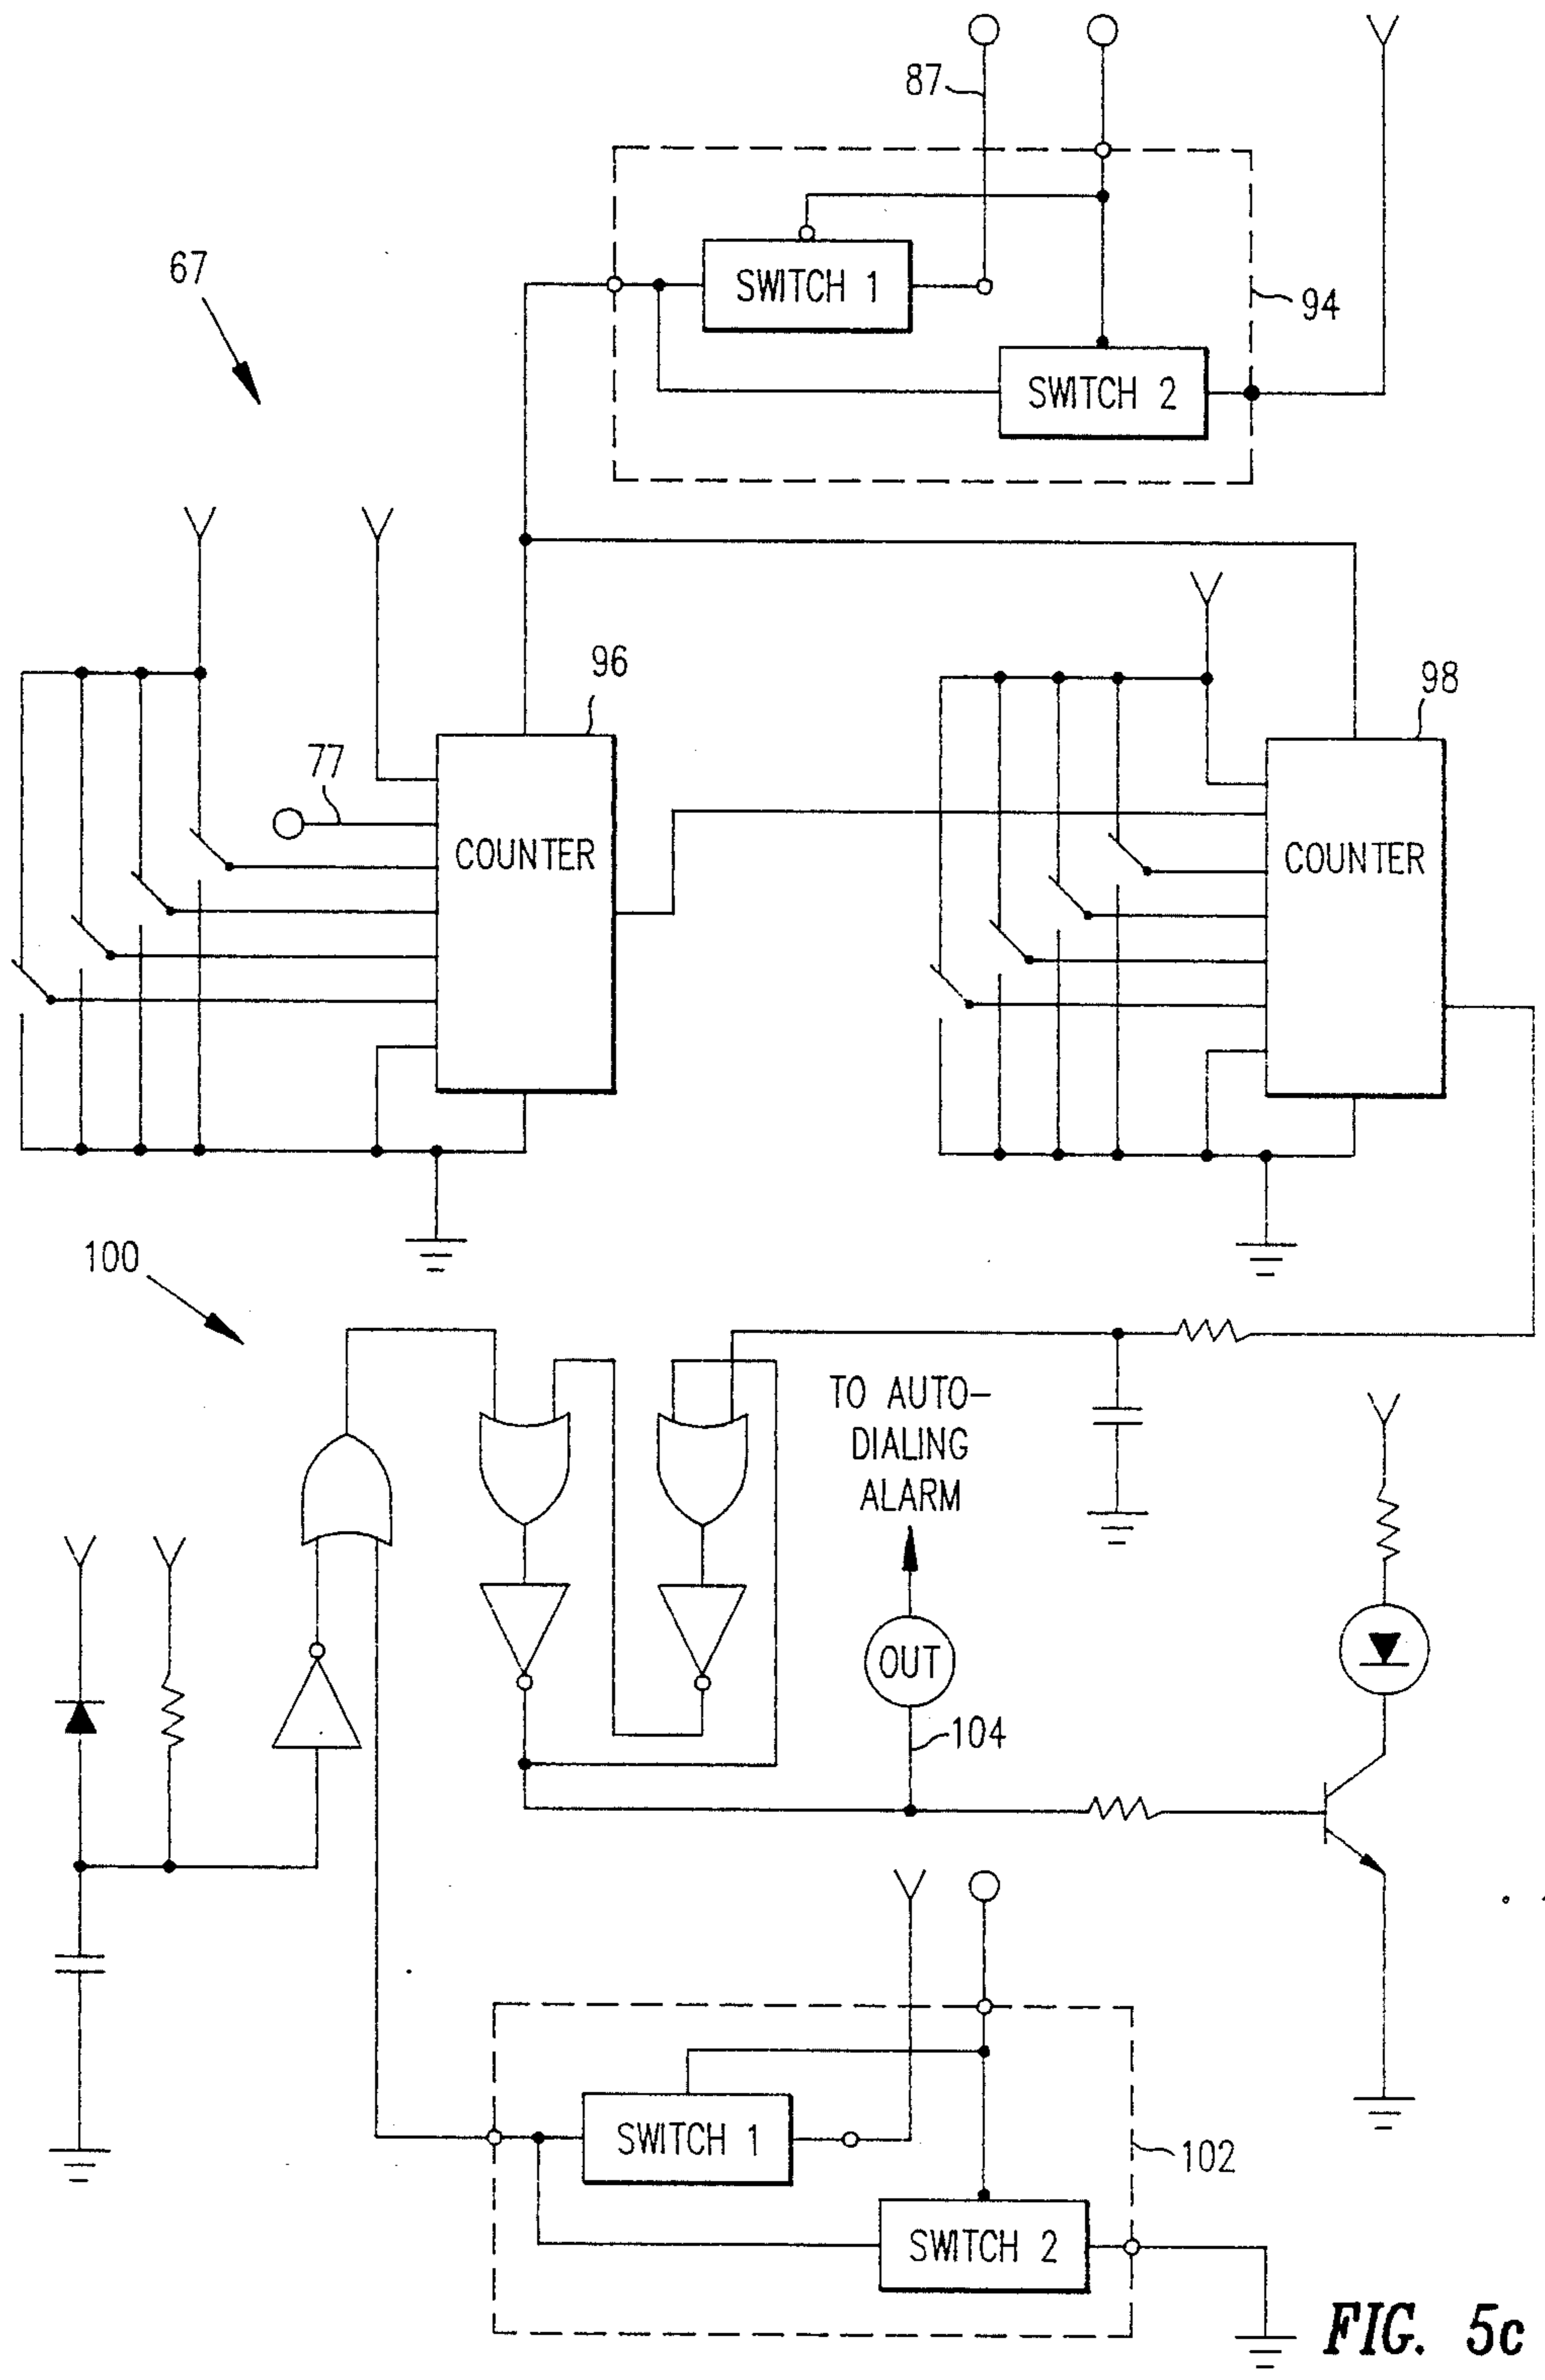 87
67
SWITCH 1
94
SWITCH 2
96
98
77
COUNTER
COUNTER
100
TO AUTO-
DIALING
ALARM
OUT
104
SWITCH 1
102
SWITCH 2
FIG. 5c